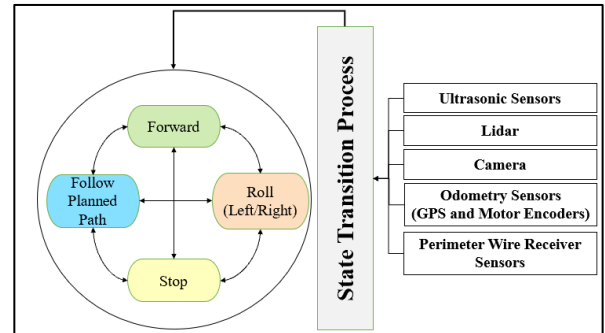 Forward
Follow
Planned
Path
Roll
(Left/Right)
Stop
State Transition Process
Ultrasonic Sensors
Lidar
Camera
Odometry Sensors
(GPS and Motor Encoders)
Perimeter Wire Receiver
Sensors